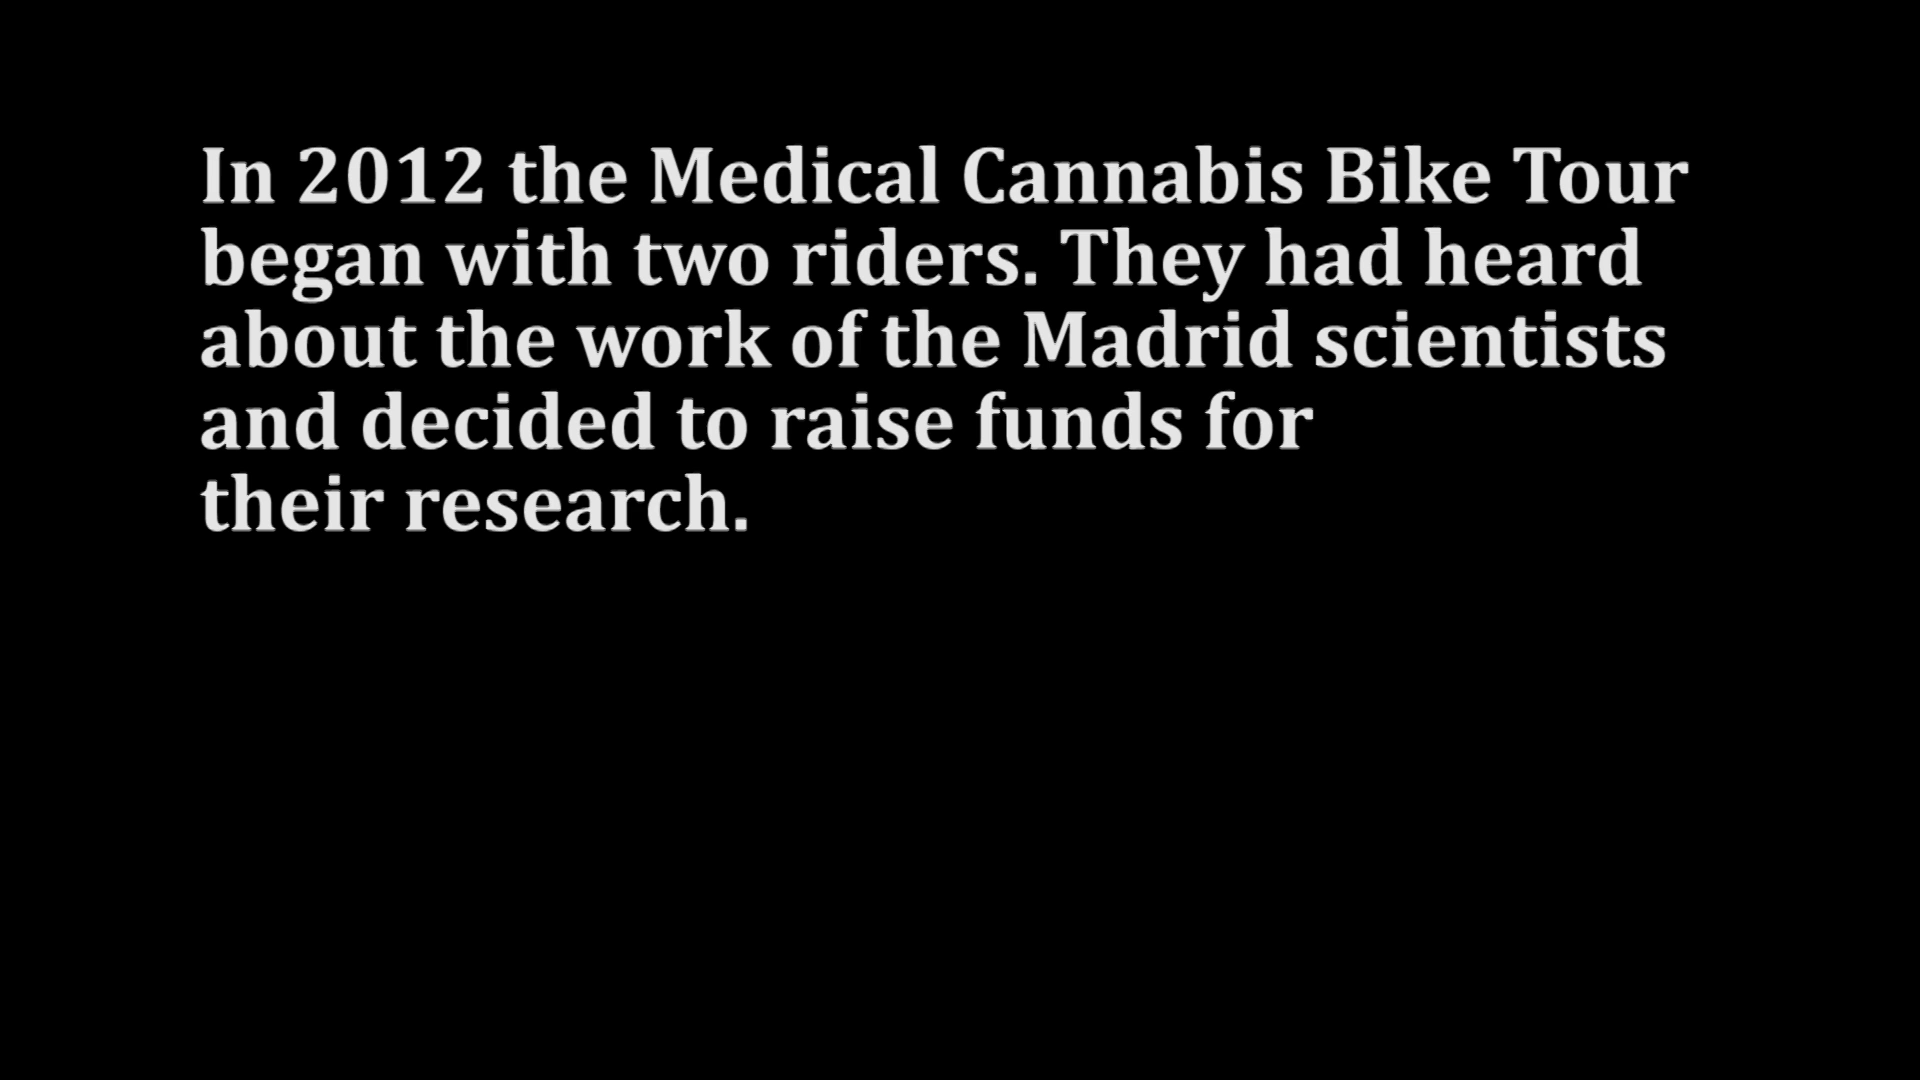 In 2012 the Medical Cannabis Bike Tour
began with two riders. They had heard
about the work of the Madrid scientists
and decided to raise funds for
their research.